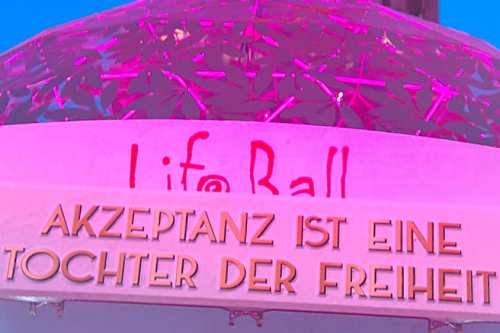 Life Ball
AKZEPTANZ IST EINE
TOCHTER DER FREIHEIT